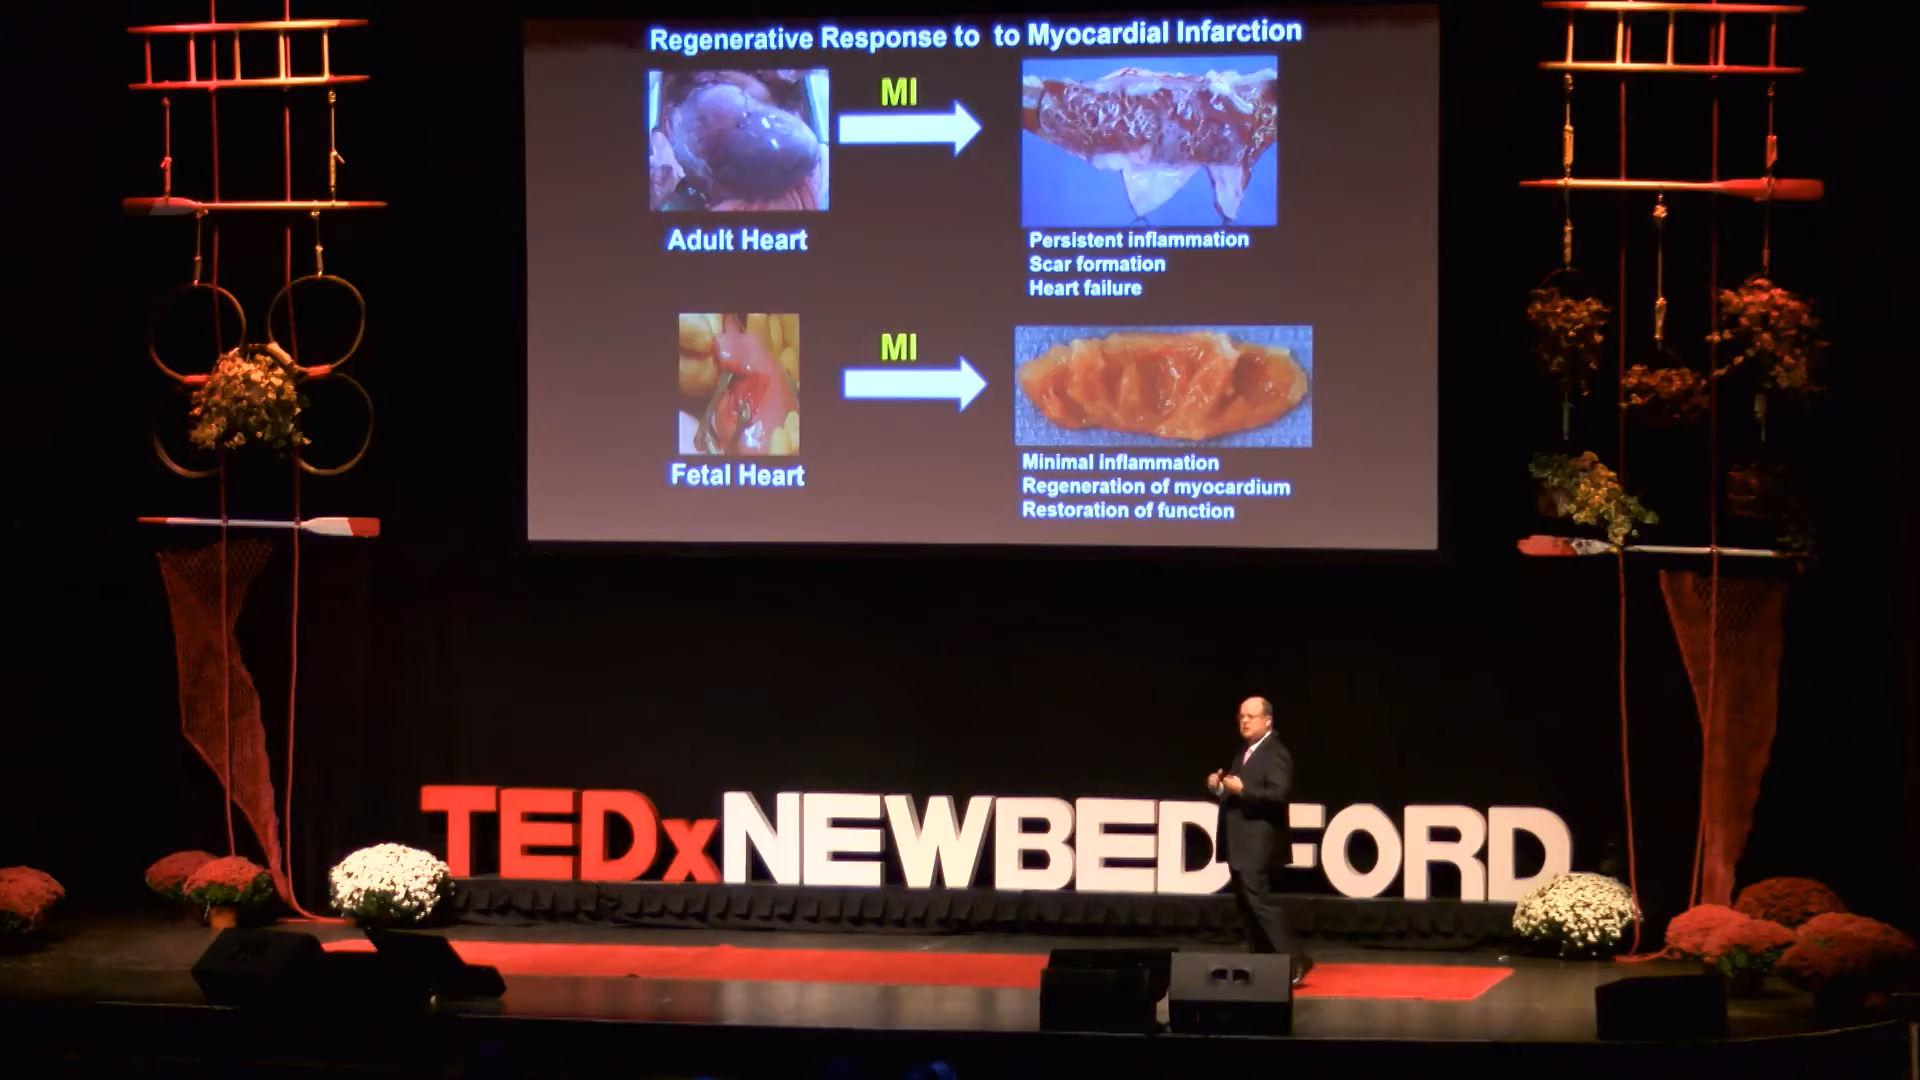 Regenerative Response to to Myocardial Infarction
MI
Adult Heart
Persistent inflammation
Scar formation
Heart failure
MI
Fetal Heart
Minimal inflammation
Regeneration of myocardium
Restoration of function
TEDxNEWBEDFORD